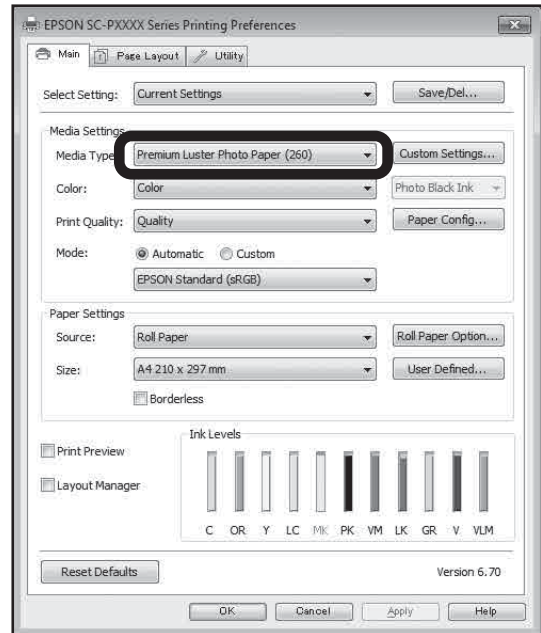 EPSON SC-PXXXX Series Printing Preferences
Main Page Layout Utility
Select Setting: Current Settings Save/Del...
Media Settings
Media Type Premium Luster Photo Paper (260) Custom Settings...
Color: Color Photo Black Ink
Print Quality: Quality Paper Config...
Mode: Automatic Custom
EPSON Standard (sRGB)
Paper Settings
Source: Roll Paper Roll Paper Option...
Size: A4 210 x 297 mm User Defined...
Borderless
Ink Levels
Print Preview
Layout Manager
C OR Y LC MK PK VM LK GR V VLM
Reset Defaults Version 6.70
OK Cancel Apply Help